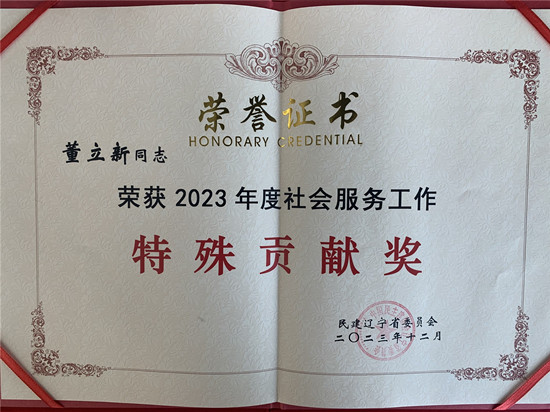 荣誉证书
HONORARY CREDENTIAL
董立新同志
荣获 2023 年度社会服务工作
特殊贡献奖
民建辽宁省委员会
二〇二三年十二月